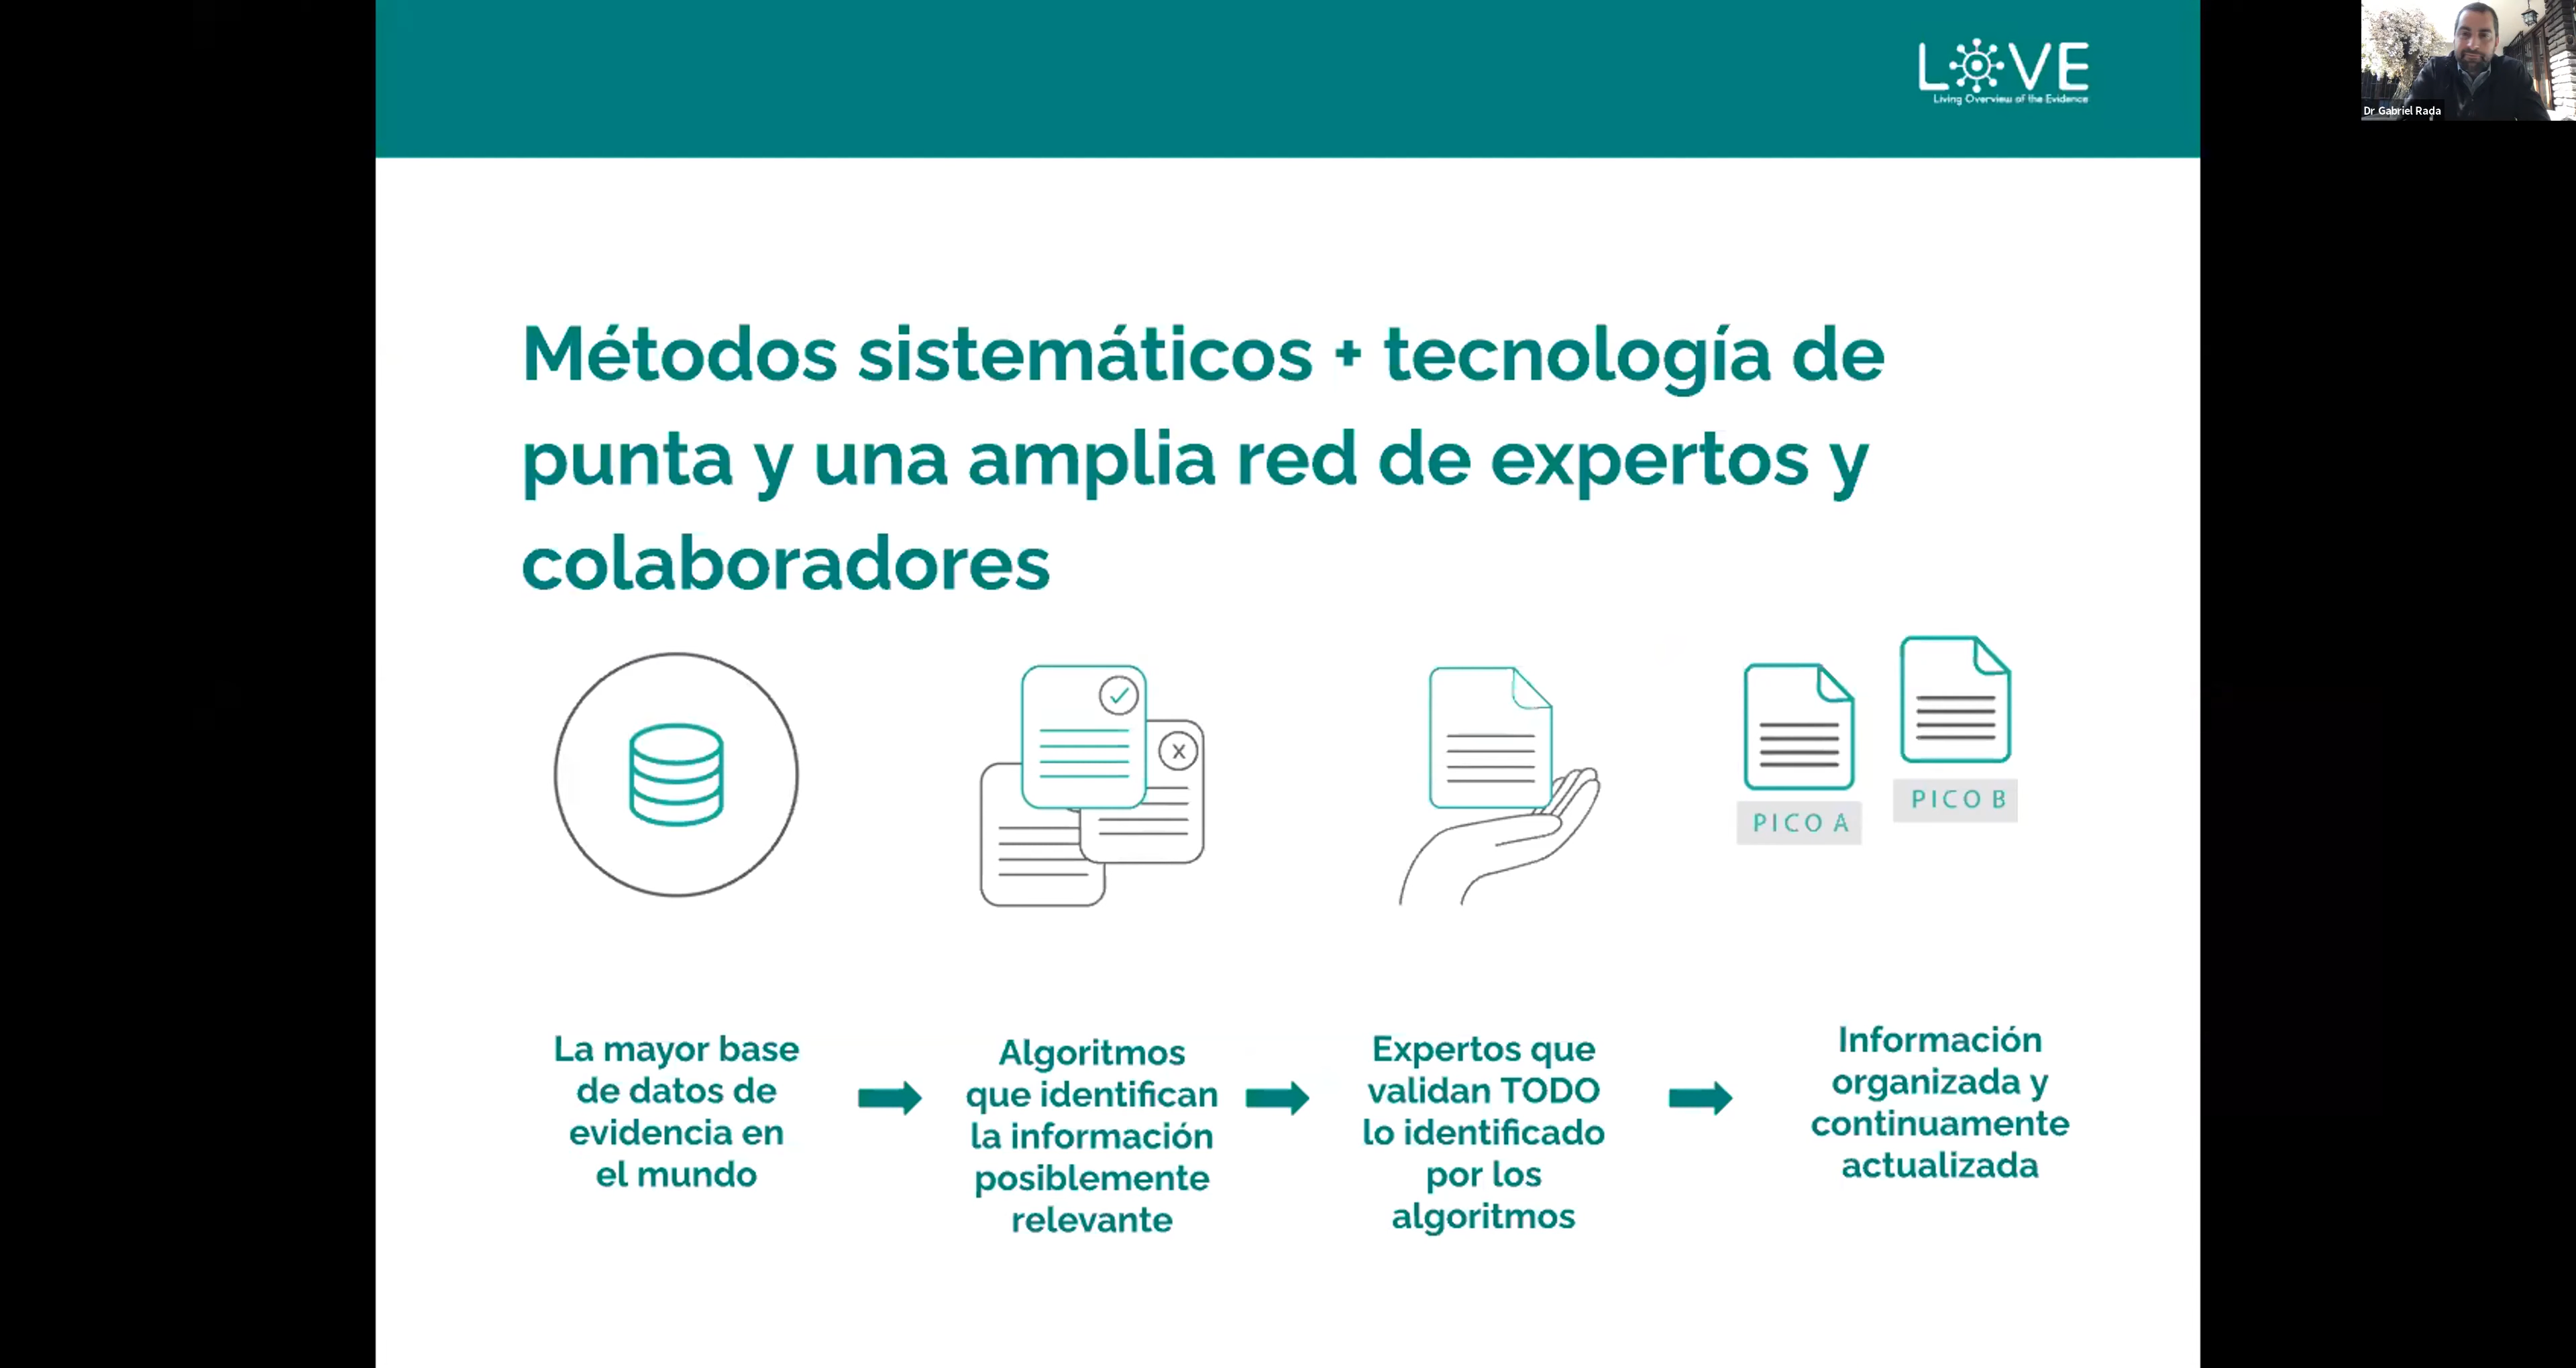 LOVE
Living Overview of the Evidence
Dr Gabriel Rada
Métodos sistemáticos + tecnología de
punta y una amplia red de expertos y
colaboradores
PICO A
PICO B
La mayor base
de datos de
evidencia en
el mundo
Algoritmos
que identifican
la información
posiblemente
relevante
Expertos que
validan TODO
lo identificado
por los
algoritmos
Información
organizada y
continuamente
actualizada